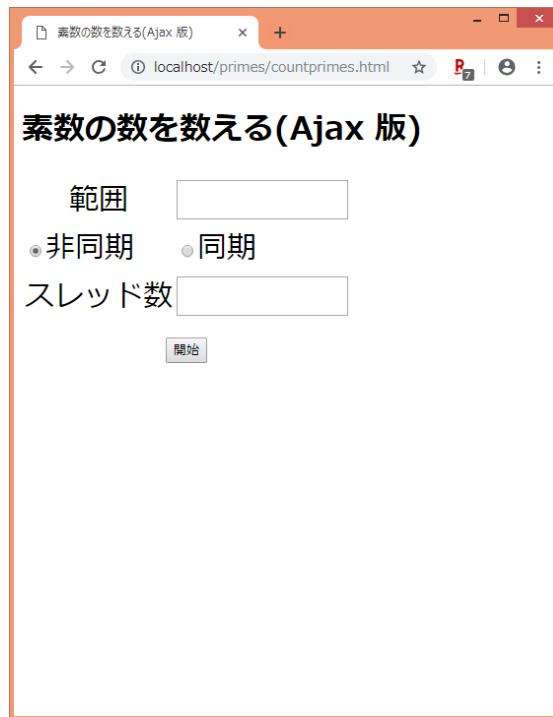 素数の数を数える(Ajax 版)
localhost/primes/countprimes.html
R
7
素数の数を数える(Ajax 版)
範囲
非同期 同期
スレッド数
開始